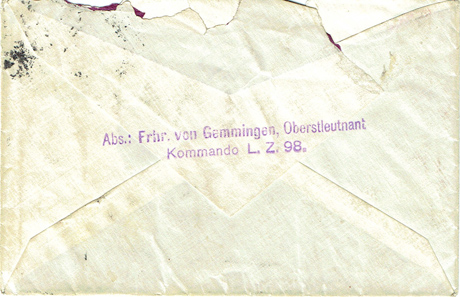 Abs.: Frhr. von Gemmingen, Oberstleutnant
Kommando L. Z. 98.